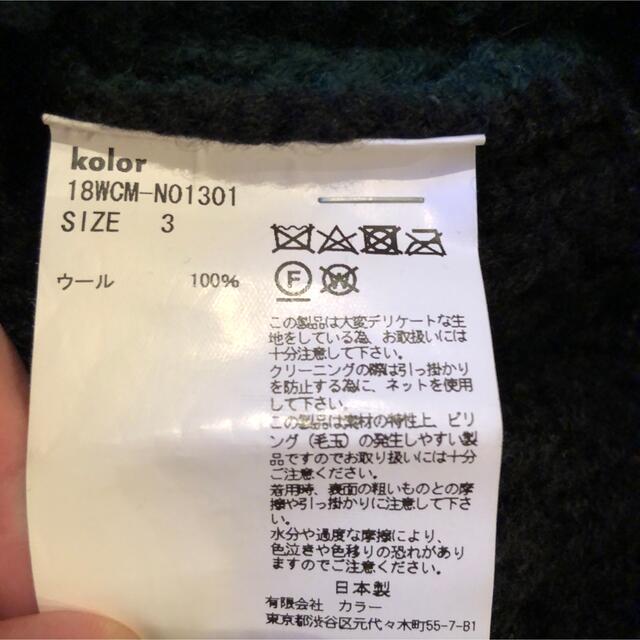 kolor
18WCM-N01301
SIZE 3
ウール 100%
F W
この製品は大変デリケートな生
地をしている為、お取扱いには
十分注意して下さい。
クリーニングの際は引っ掛かり
を防止する為に、ネットを使用
して下さい。
この製品は素材の特性上、ピリ
ング（毛玉）の発生しやすい製
品ですのでお取り扱いには十分
ご注意ください。
着用時、表面の粗いものとの摩
擦や引っ掛かりに注意して下さ
い。
水分や過度な摩擦により、
色泣きや色移りの恐れがあり
ますのでご注意ください。
日本製
有限会社 カラー
東京都渋谷区元代々木町55-7-B1